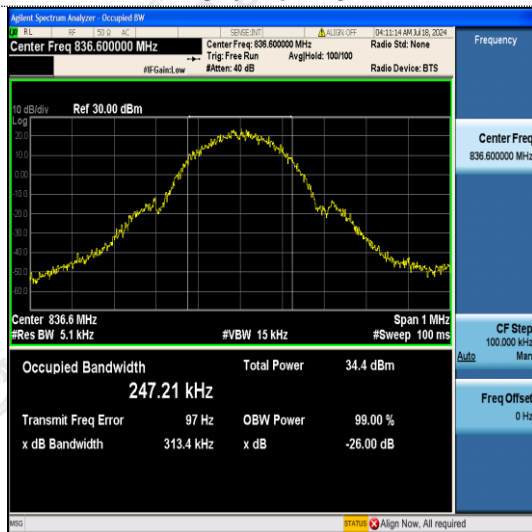 Agilent Spectrum Analyzer - Occupied BW
RL RF 50 Ω AC SENSE:INT ALIGN OFF 04:11:14 AM Jul 18, 2024
Center Freq 836.600000 MHz
Center Freq: 836.600000 MHz Radio Std: None
Trig: Free Run Avg|Hold: 100/100
#IFGain:Low #Atten: 40 dB Radio Device: BTS
10 dB/div Ref 30.00 dBm
Log
20.0
10.0
0.00
-10.0
-20.0
-30.0
-40.0
-50.0
-60.0
Center 836.6 MHz Span 1 MHz
#Res BW 5.1 kHz #VBW 15 kHz #Sweep 100 ms
Occupied Bandwidth Total Power 34.4 dBm
247.21 kHz
Transmit Freq Error 97 Hz OBW Power 99.00 %
x dB Bandwidth 313.4 kHz x dB -26.00 dB
Frequency
Center Freq
836.600000 MHz
CF Step
100.000 kHz
Auto Man
Freq Offset
0 Hz
MSG STATUS Align Now, All required